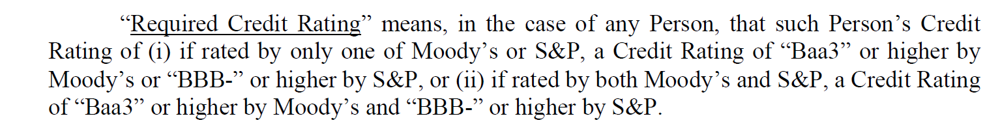 “Required Credit Rating” means, in the case of any Person, that such Person’s Credit
Rating of (i) if rated by only one of Moody’s or S&P, a Credit Rating of “Baa3” or higher by
Moody’s or “BBB-” or higher by S&P, or (ii) if rated by both Moody’s and S&P, a Credit Rating
of “Baa3” or higher by Moody’s and “BBB-” or higher by S&P.